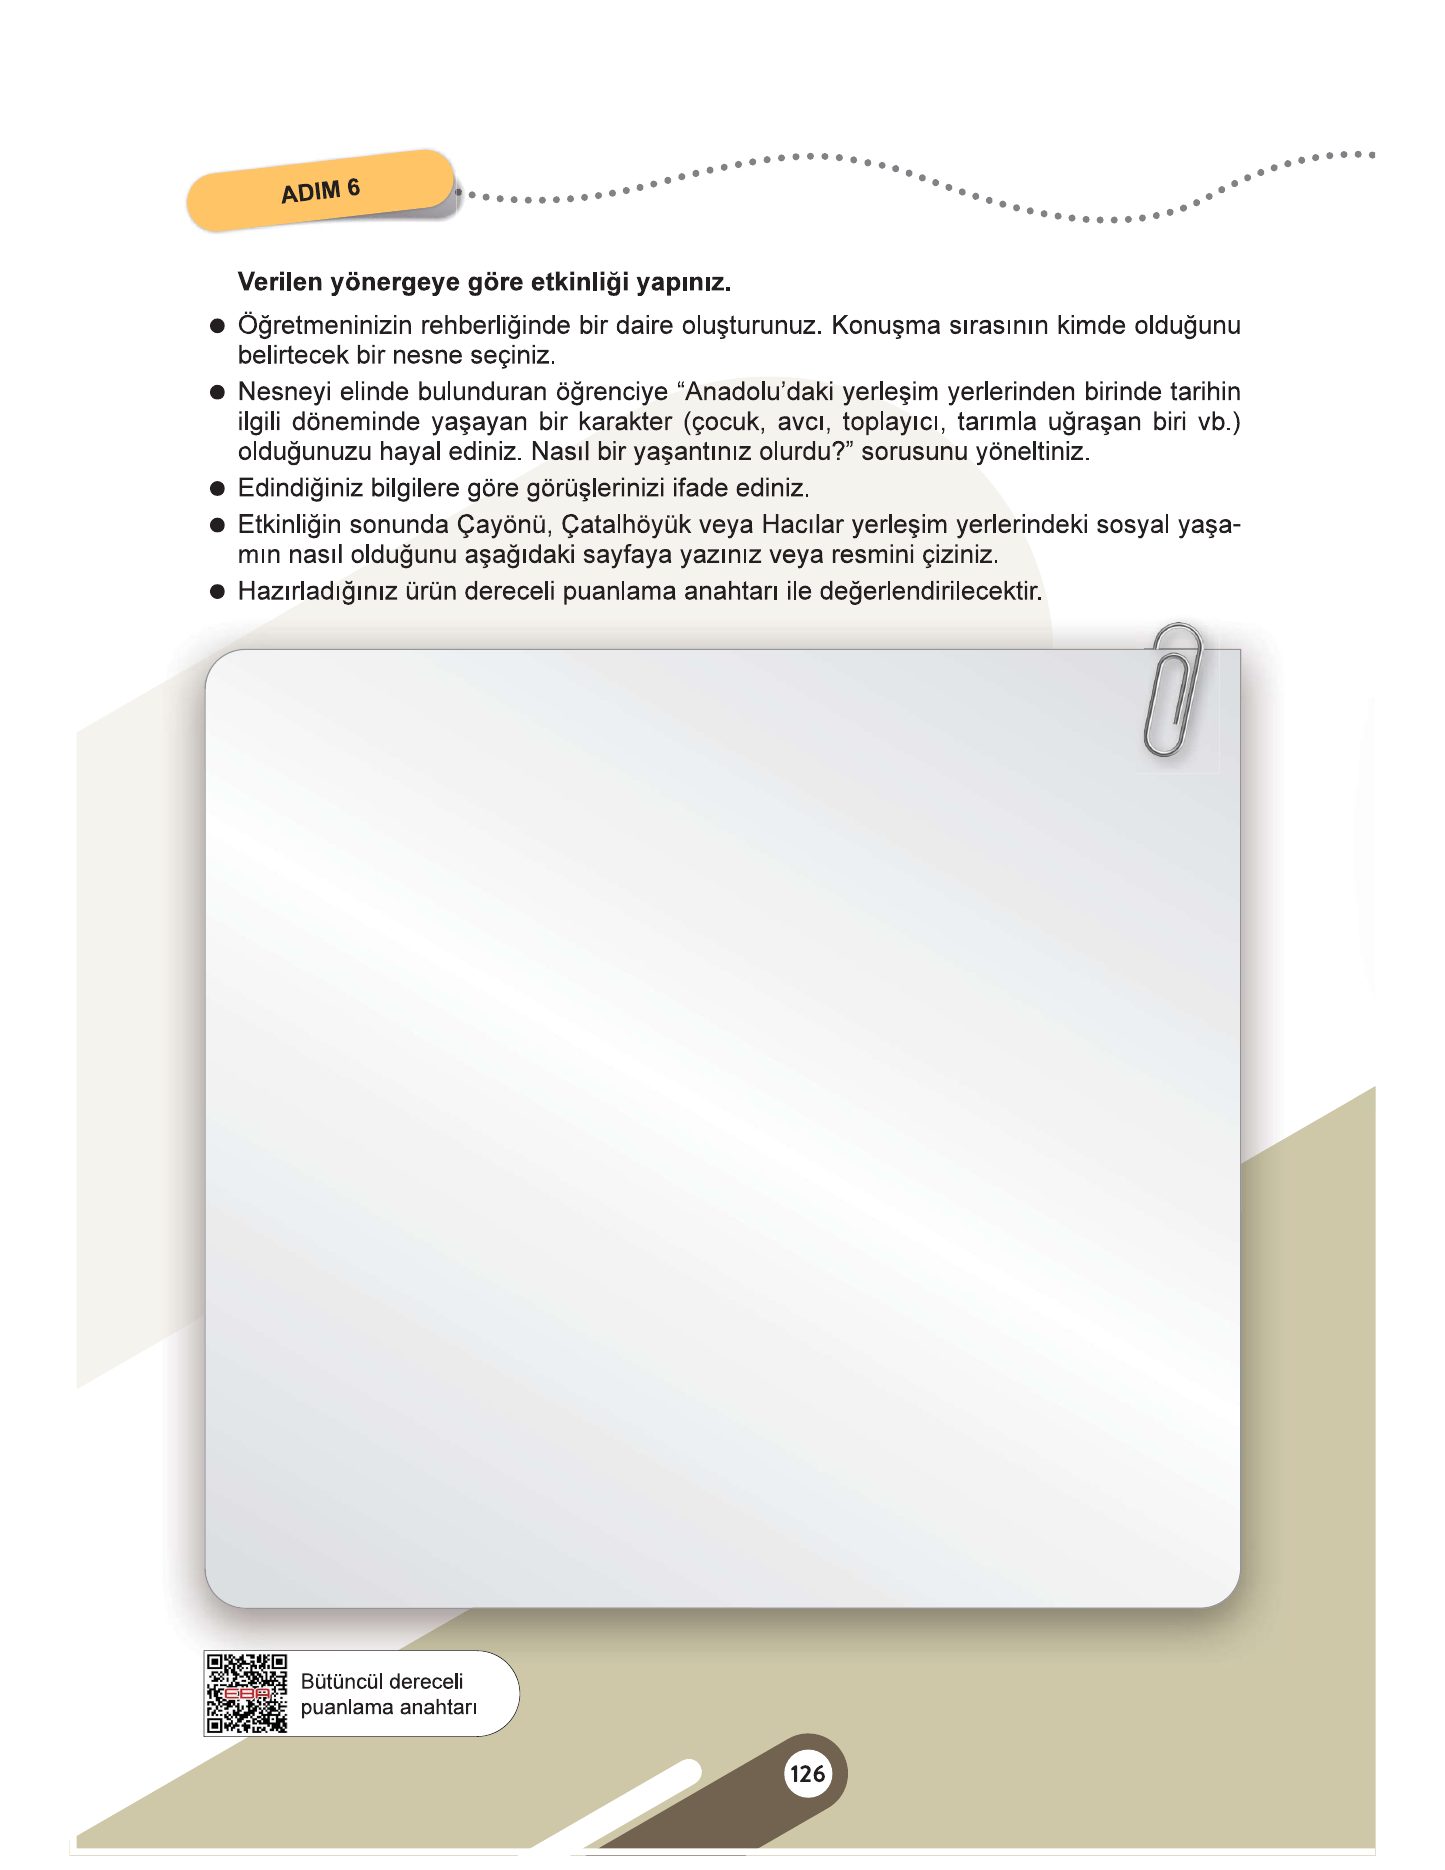 ADIM 6
Verilen yönergeye göre etkinliği yapınız.
● Öğretmeninizin rehberliğinde bir daire oluşturunuz. Konuşma sırasının kimde olduğunu
belirtecek bir nesne seçiniz.
● Nesneyi elinde bulunduran öğrenciye “Anadolu’daki yerleşim yerlerinden birinde tarihin
ilgili döneminde yaşayan bir karakter (çocuk, avcı, toplayıcı, tarımla uğraşan biri vb.)
olduğunuzu hayal ediniz. Nasıl bir yaşantınız olurdu?” sorusunu yöneltiniz.
● Edindiğiniz bilgilere göre görüşlerinizi ifade ediniz.
● Etkinliğin sonunda Çayönü, Çatalhöyük veya Hacılar yerleşim yerlerindeki sosyal yaşa-
mın nasıl olduğunu aşağıdaki sayfaya yazınız veya resmini çiziniz.
● Hazırladığınız ürün dereceli puanlama anahtarı ile değerlendirilecektir.
EBA
Bütüncül dereceli
puanlama anahtarı
126